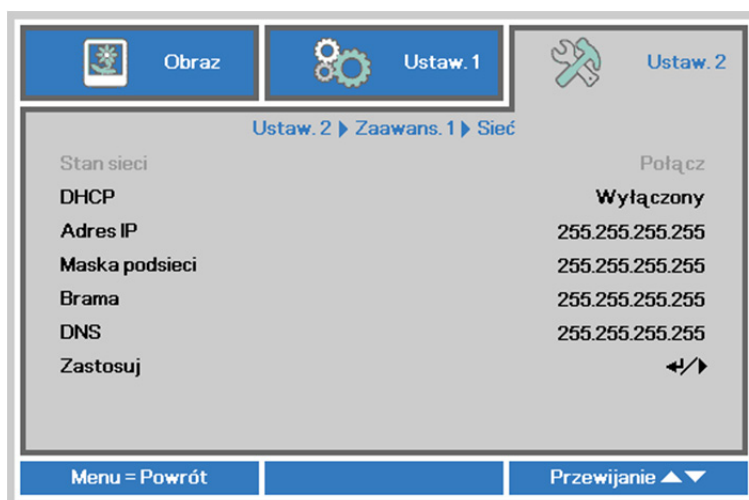 Obraz
Ustaw. 1
Ustaw. 2
Ustaw. 2 ▶ Zaawans. 1 ▶ Sieć
Stan sieci Połącz
DHCP Wyłączony
Adres IP 255.255.255.255
Maska podsieci 255.255.255.255
Brama 255.255.255.255
DNS 255.255.255.255
Zastosuj ↵/▶
Menu = Powrót
Przewijanie ▲▼